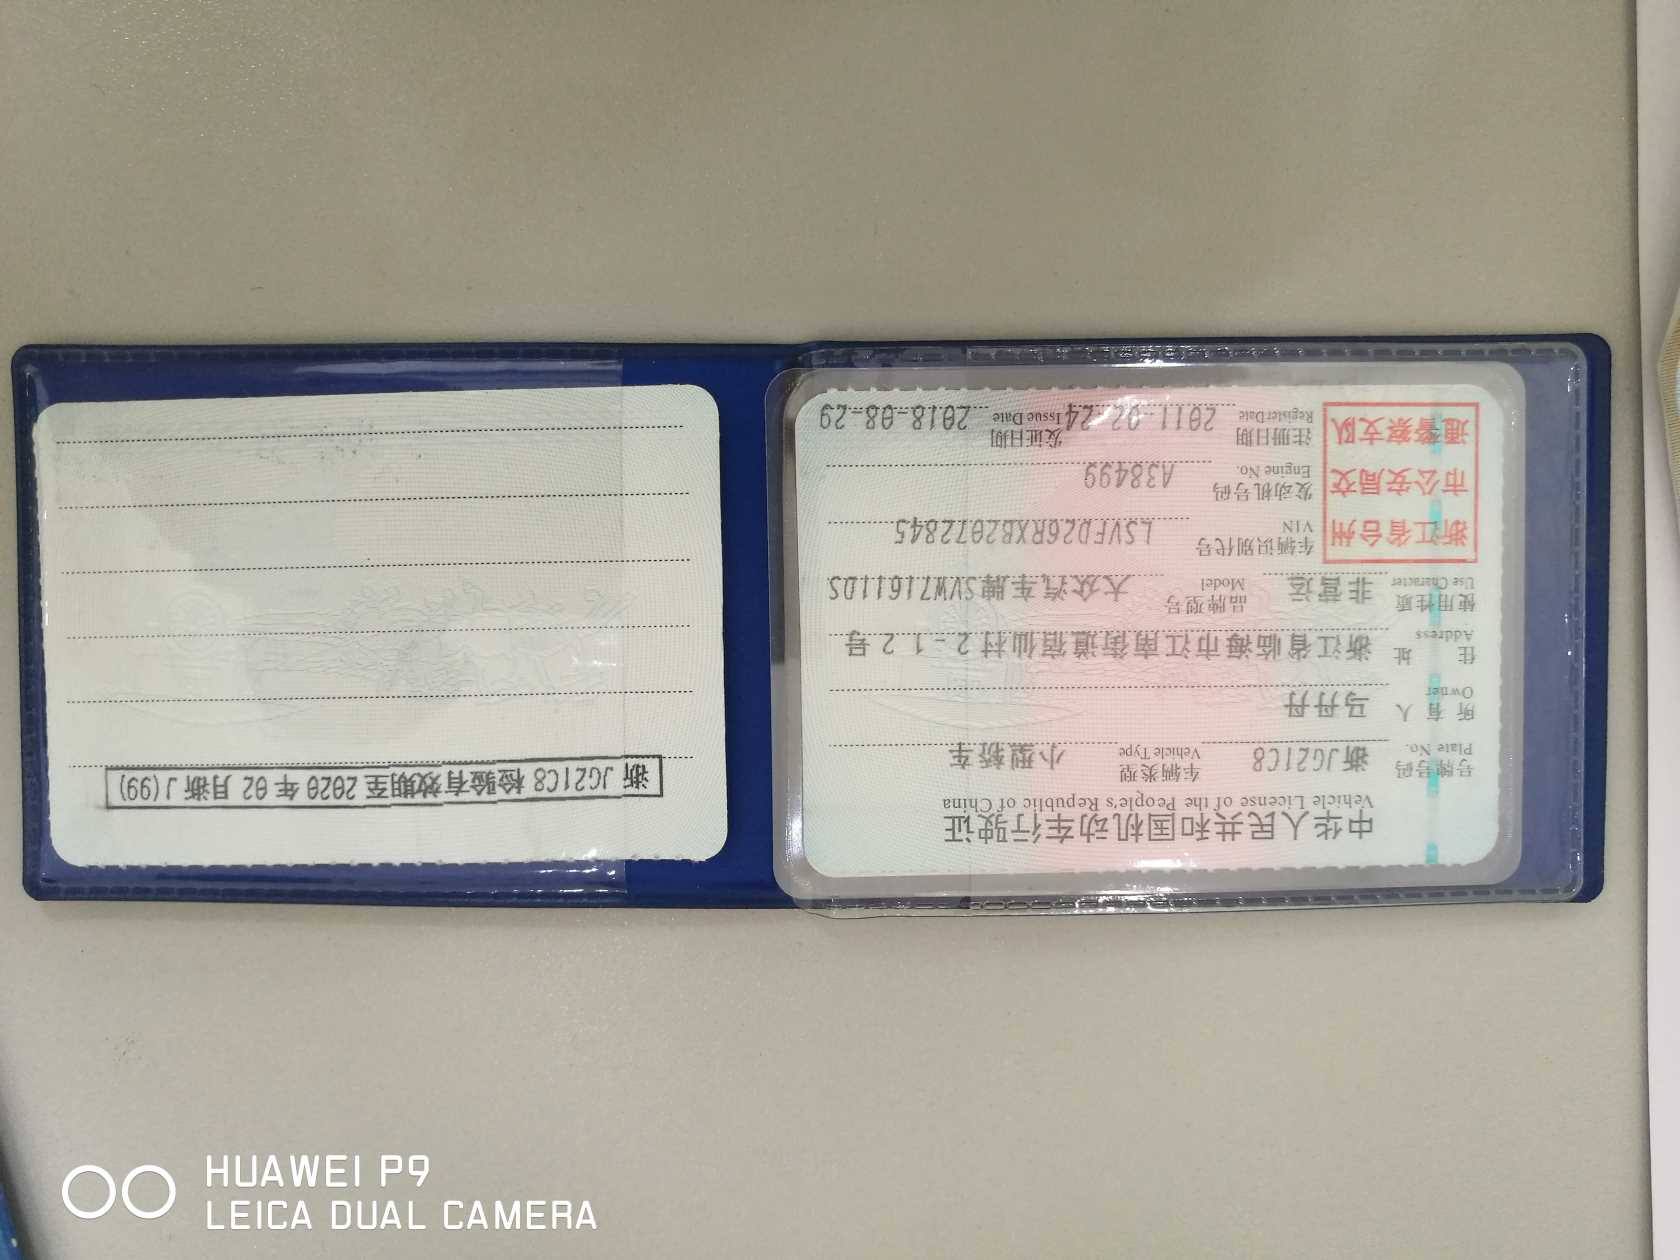 中华人民共和国机动车行驶证
Vehicle License of the People's Republic of China
号牌号码 浙JG21C8 车辆类型 小型轿车
Plate No. Vehicle Type
所有人 马丹丹
Owner
住址 浙江省临海市江南街道宿仙村2-12号
Address
使用性质 非营运 品牌型号 大众汽车牌SVW71611DS
Use Character Model
浙江省台州
市公安局交
通警察支队
车辆识别代号 LSVFD26RXB2072845
VIN
发动机号码 A38499
Engine No.
注册日期 2011-02-24 发证日期 2018-08-29
Register Date Issue Date
浙JG21C8检验有效期至2020年02月浙J(99)
HUAWEI P9
LEICA DUAL CAMERA